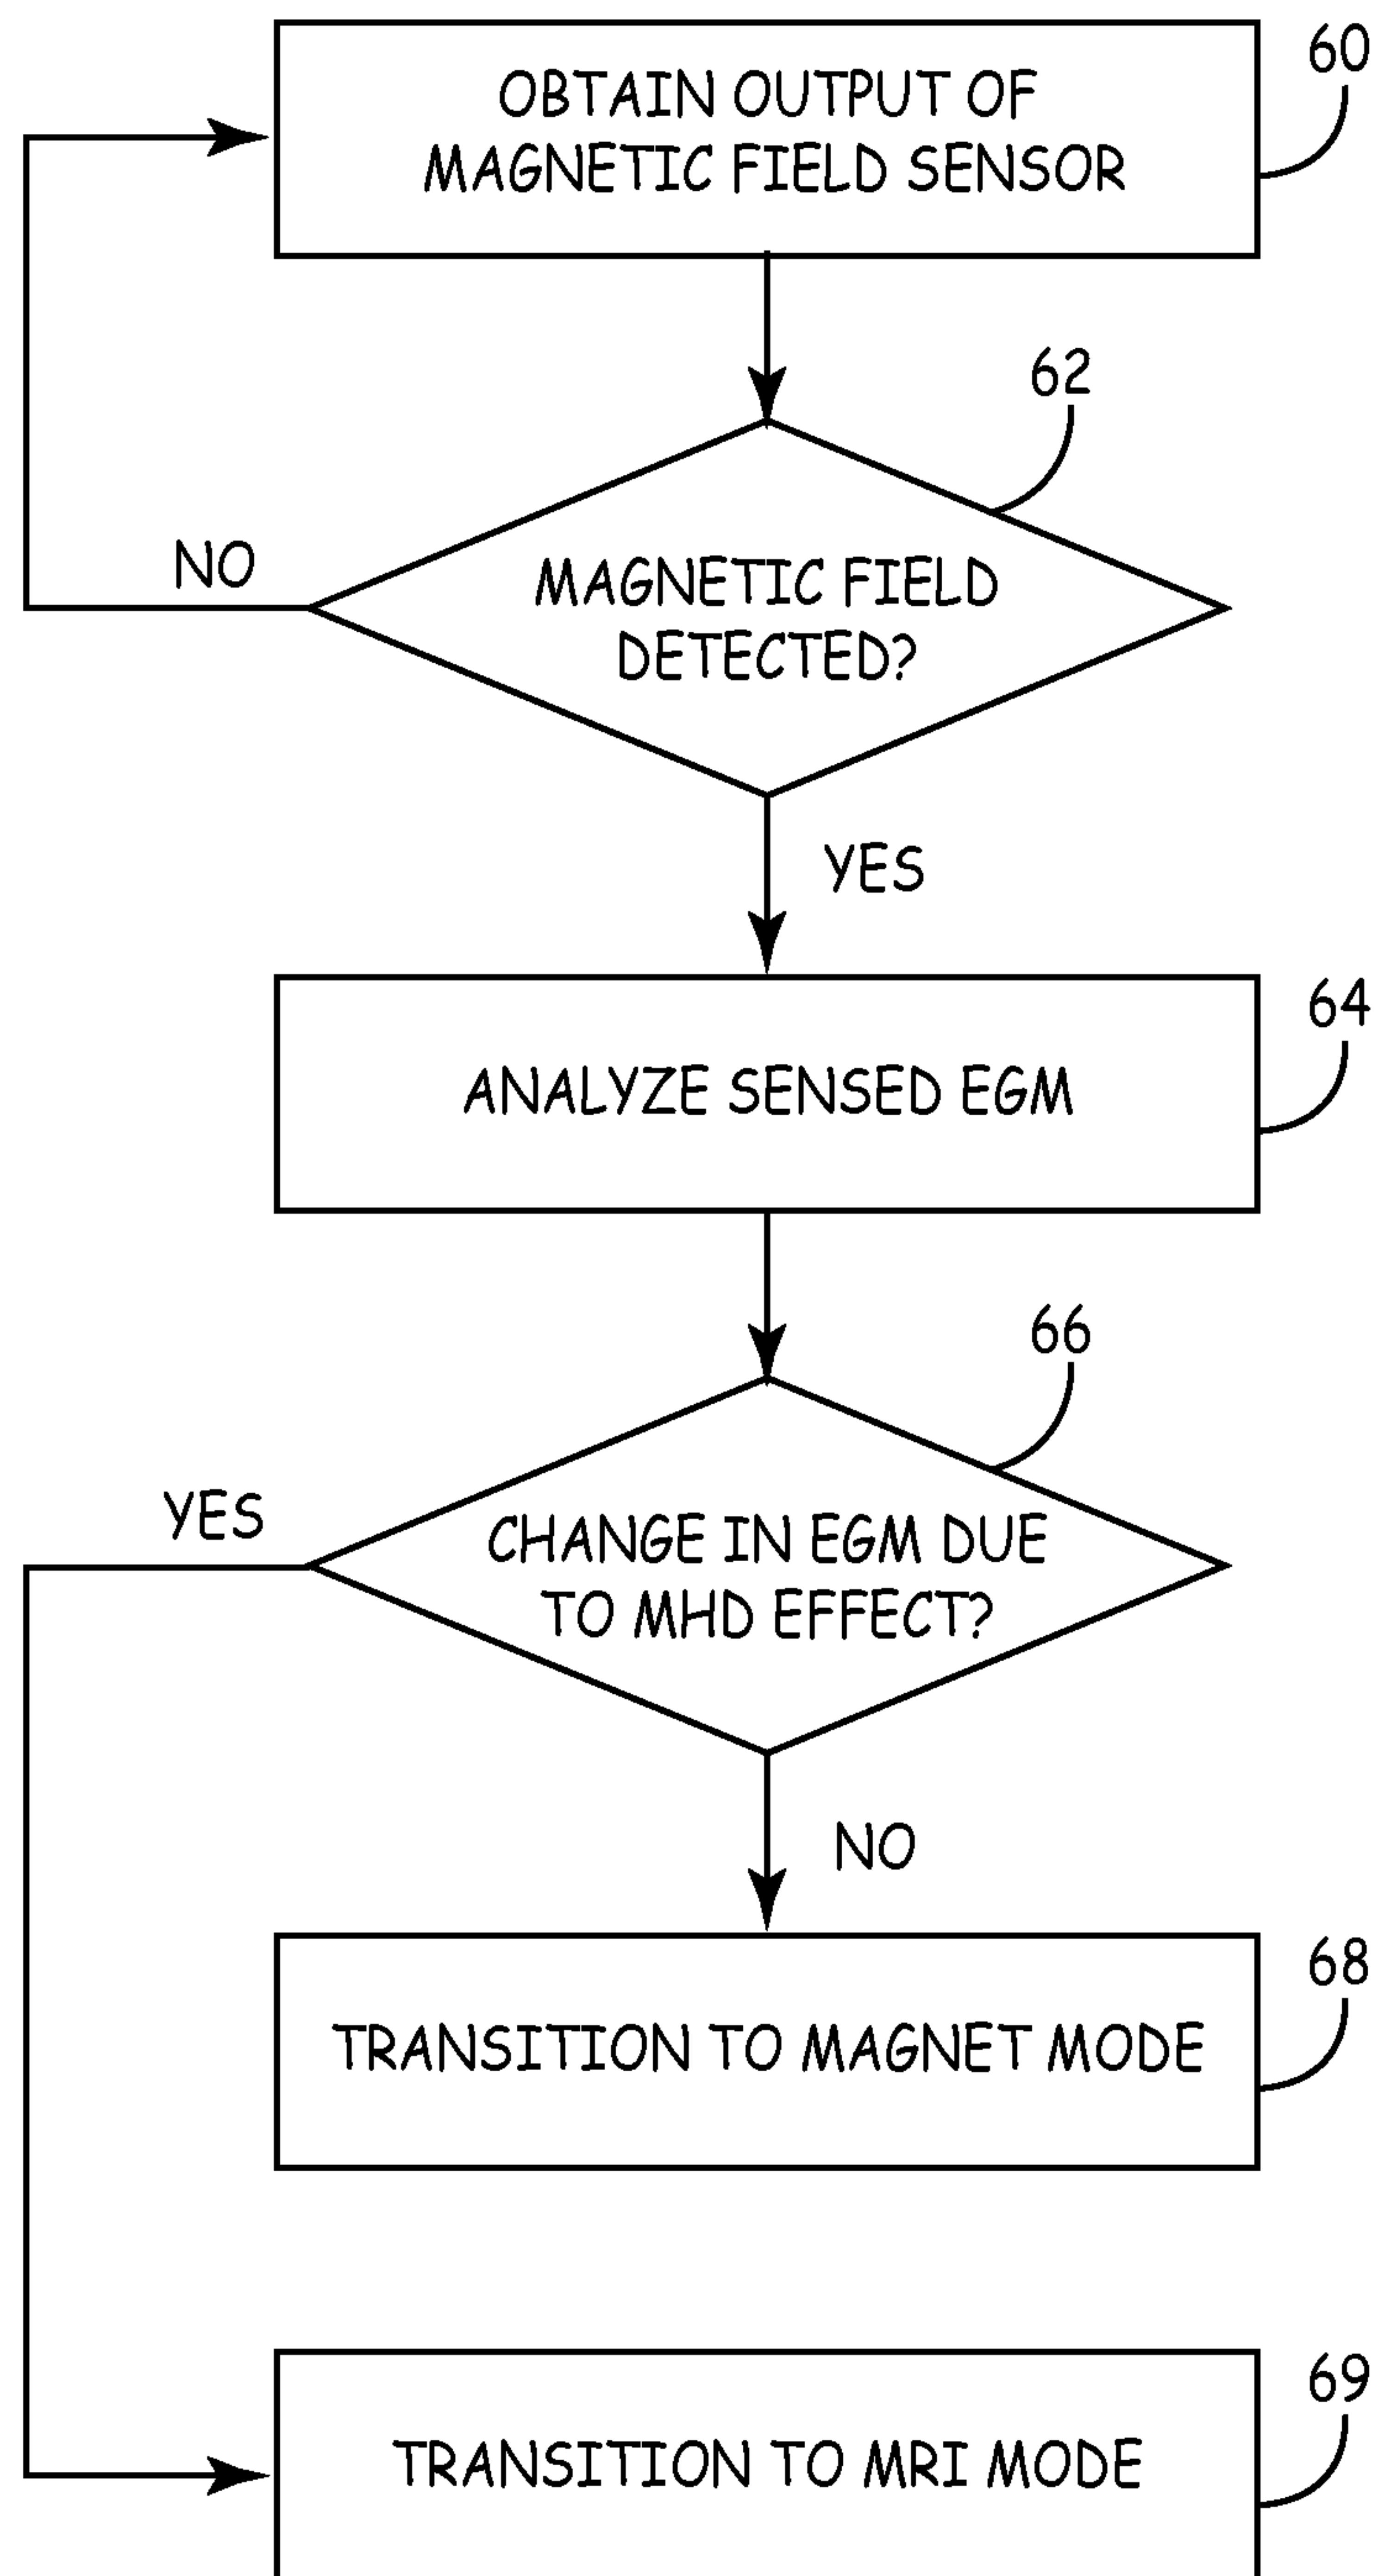 60
OBTAIN OUTPUT OF
MAGNETIC FIELD SENSOR
62
NO
MAGNETIC FIELD
DETECTED?
YES
64
ANALYZE SENSED EGM
66
YES
CHANGE IN EGM DUE
TO MHD EFFECT?
NO
68
TRANSITION TO MAGNET MODE
69
TRANSITION TO MRI MODE